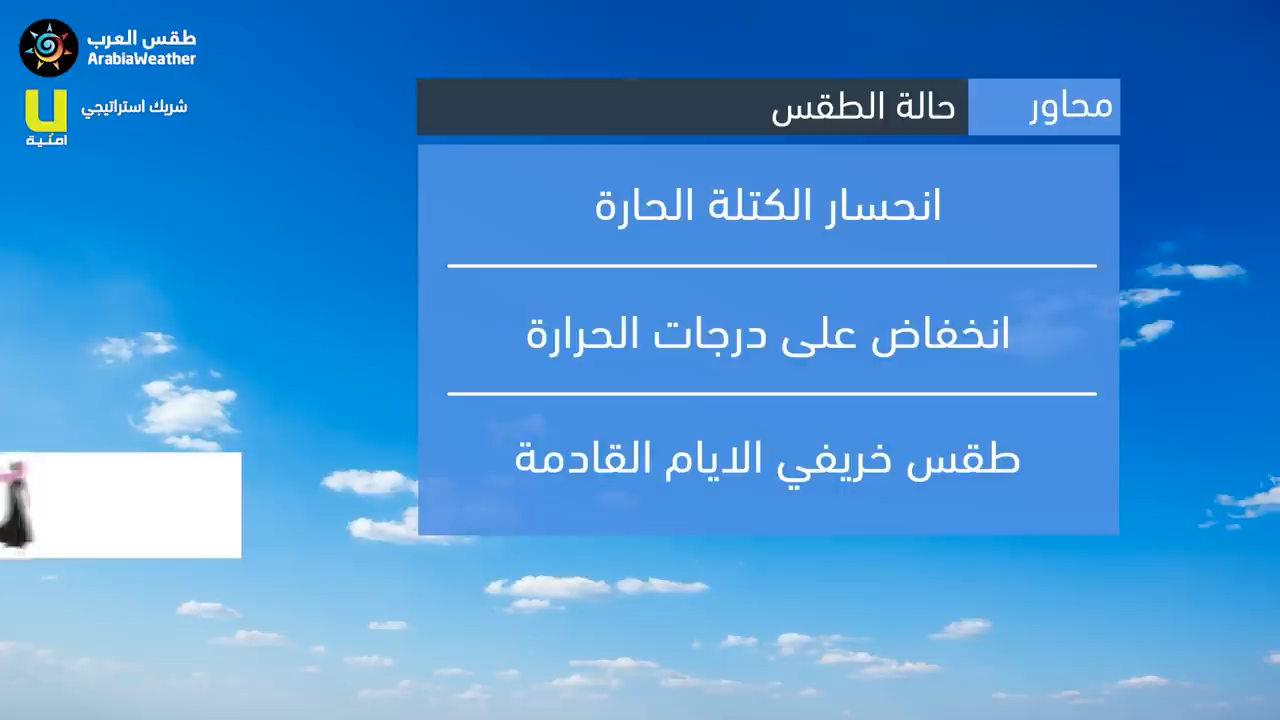 طقس العرب
ArabiaWeather
شريك استراتيجي
امنية
محاور
حالة الطقس
انحسار الكتلة الحارة
انخفاض على درجات الحرارة
طقس خريفي الايام القادمة